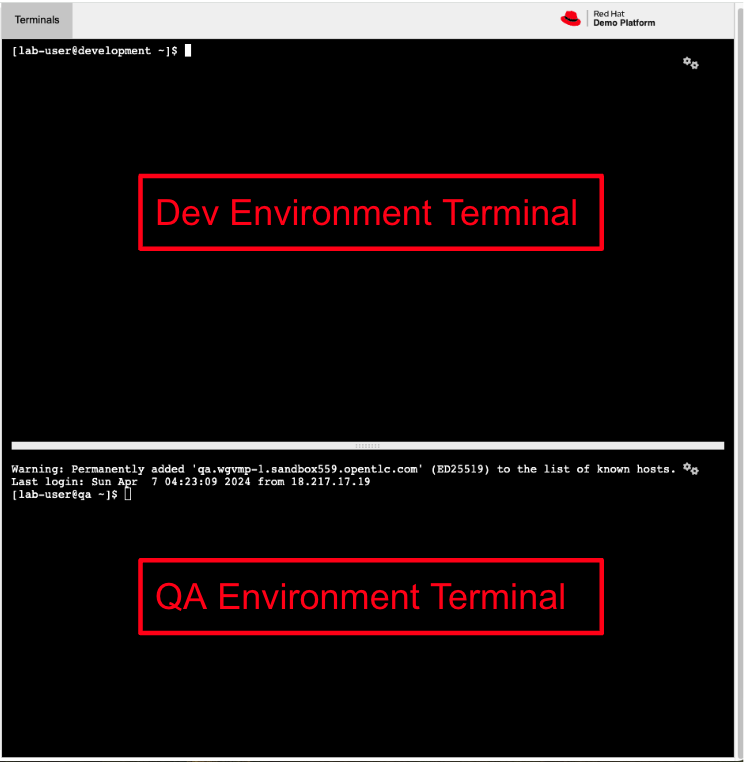 Terminals
Red Hat
Demo Platform
[lab-user@development ~]$
Dev Environment Terminal
Warning: Permanently added 'qa.wgvmp-1.sandbox559.opentlc.com' (ED25519) to the list of known hosts.
Last login: Sun Apr  7 04:23:09 2024 from 18.217.17.19
[lab-user@qa ~]$
QA Environment Terminal